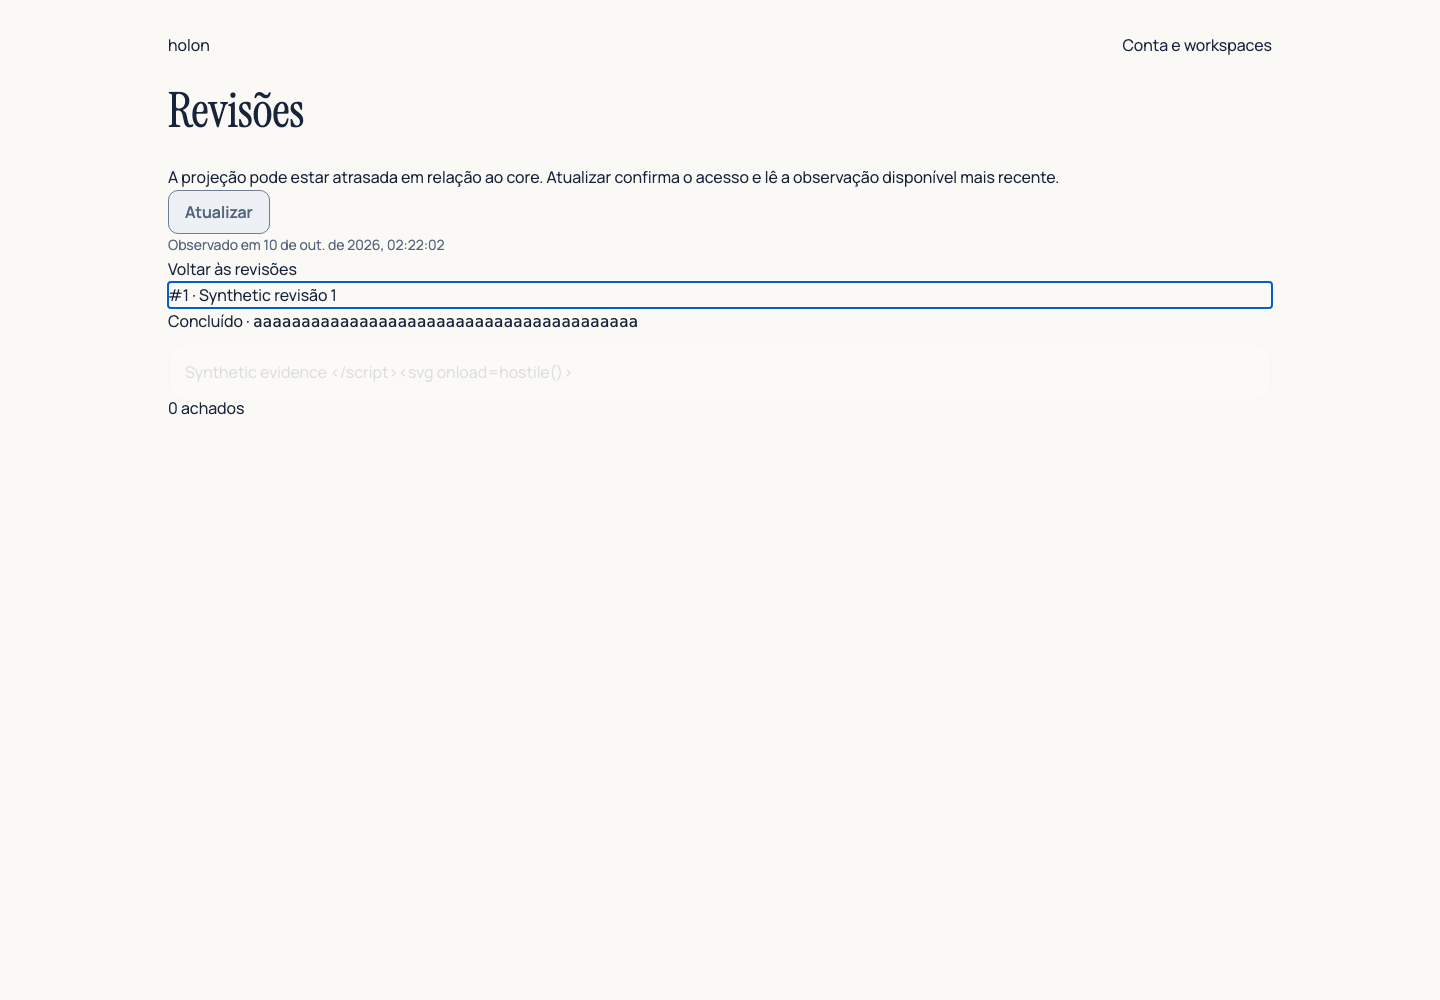 holon
Conta e workspaces
Revisões
A projeção pode estar atrasada em relação ao core. Atualizar confirma o acesso e lê a observação disponível mais recente.
Atualizar
Observado em 10 de out. de 2026, 02:22:02
Voltar às revisões
#1 · Synthetic revisão 1
Concluído · aaaaaaaaaaaaaaaaaaaaaaaaaaaaaaaaaaaaaaaa
Synthetic evidence </script><svg onload=hostile()>
0 achados